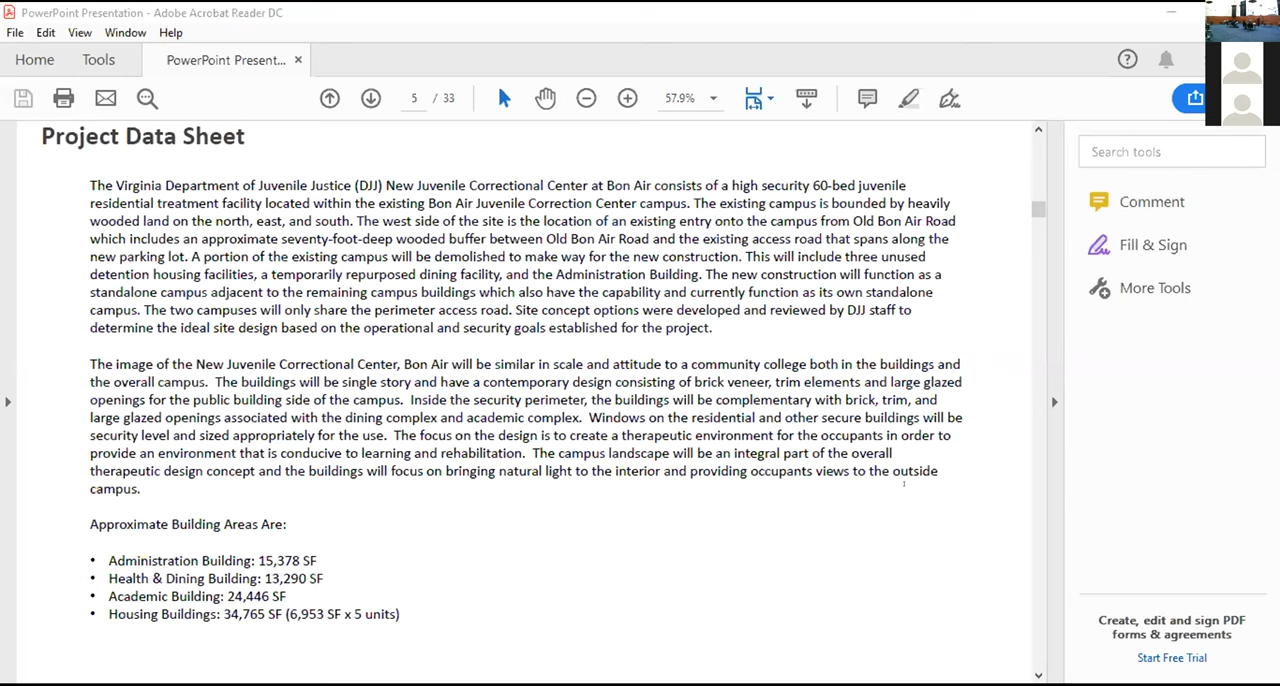 PowerPoint Presentation - Adobe Acrobat Reader DC
File Edit View Window Help
Home Tools PowerPoint Present... ×
5 / 33 57.9%
Project Data Sheet
The Virginia Department of Juvenile Justice (DJJ) New Juvenile Correctional Center at Bon Air consists of a high security 60-bed juvenile
residential treatment facility located within the existing Bon Air Juvenile Correction Center campus. The existing campus is bounded by heavily
wooded land on the north, east, and south. The west side of the site is the location of an existing entry onto the campus from Old Bon Air Road
which includes an approximate seventy-foot-deep wooded buffer between Old Bon Air Road and the existing access road that spans along the
new parking lot. A portion of the existing campus will be demolished to make way for the new construction. This will include three unused
detention housing facilities, a temporarily repurposed dining facility, and the Administration Building. The new construction will function as a
standalone campus adjacent to the remaining campus buildings which also have the capability and currently function as its own standalone
campus. The two campuses will only share the perimeter access road. Site concept options were developed and reviewed by DJJ staff to
determine the ideal site design based on the operational and security goals established for the project.
The image of the New Juvenile Correctional Center, Bon Air will be similar in scale and attitude to a community college both in the buildings and
the overall campus. The buildings will be single story and have a contemporary design consisting of brick veneer, trim elements and large glazed
openings for the public building side of the campus. Inside the security perimeter, the buildings will be complementary with brick, trim, and
large glazed openings associated with the dining complex and academic complex. Windows on the residential and other secure buildings will be
security level and sized appropriately for the use. The focus on the design is to create a therapeutic environment for the occupants in order to
provide an environment that is conducive to learning and rehabilitation. The campus landscape will be an integral part of the overall
therapeutic design concept and the buildings will focus on bringing natural light to the interior and providing occupants views to the outside
campus.
Approximate Building Areas Are:
• Administration Building: 15,378 SF
• Health & Dining Building: 13,290 SF
• Academic Building: 24,446 SF
• Housing Buildings: 34,765 SF (6,953 SF x 5 units)
Search tools
Comment
Fill & Sign
More Tools
Create, edit and sign PDF
forms & agreements
Start Free Trial